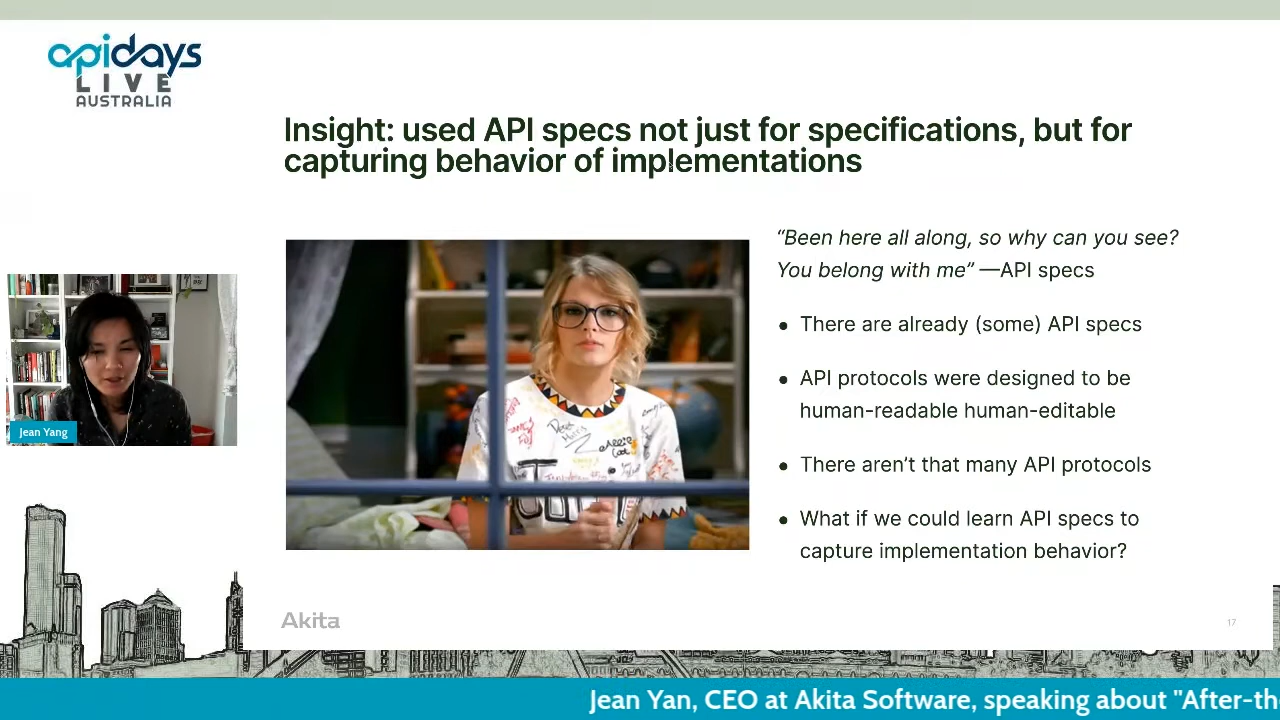 apidays
LIVE
AUSTRALIA
Insight: used API specs not just for specifications, but for
capturing behavior of implementations
“Been here all along, so why can you see?
You belong with me” —API specs
• There are already (some) API specs
• API protocols were designed to be
human-readable human-editable
• There aren’t that many API protocols
• What if we could learn API specs to
capture implementation behavior?
Jean Yang
Akita
17
Jean Yan, CEO at Akita Software, speaking about "After-th